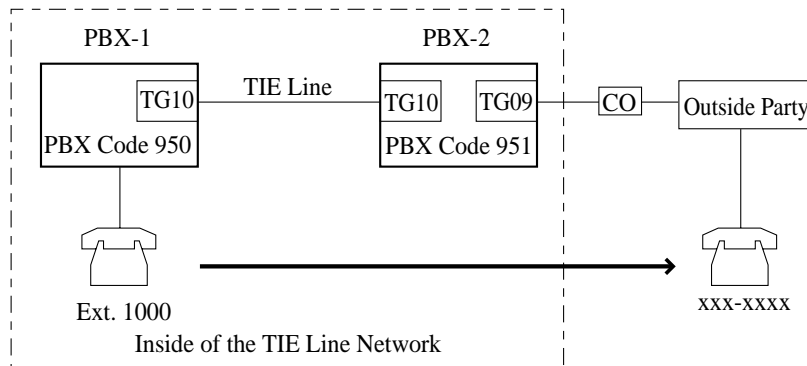 PBX-1
PBX-2
TG10
TIE Line
TG10
TG09
CO
Outside Party
PBX Code 950
PBX Code 951
Ext. 1000
xxx-xxxx
Inside of the TIE Line Network